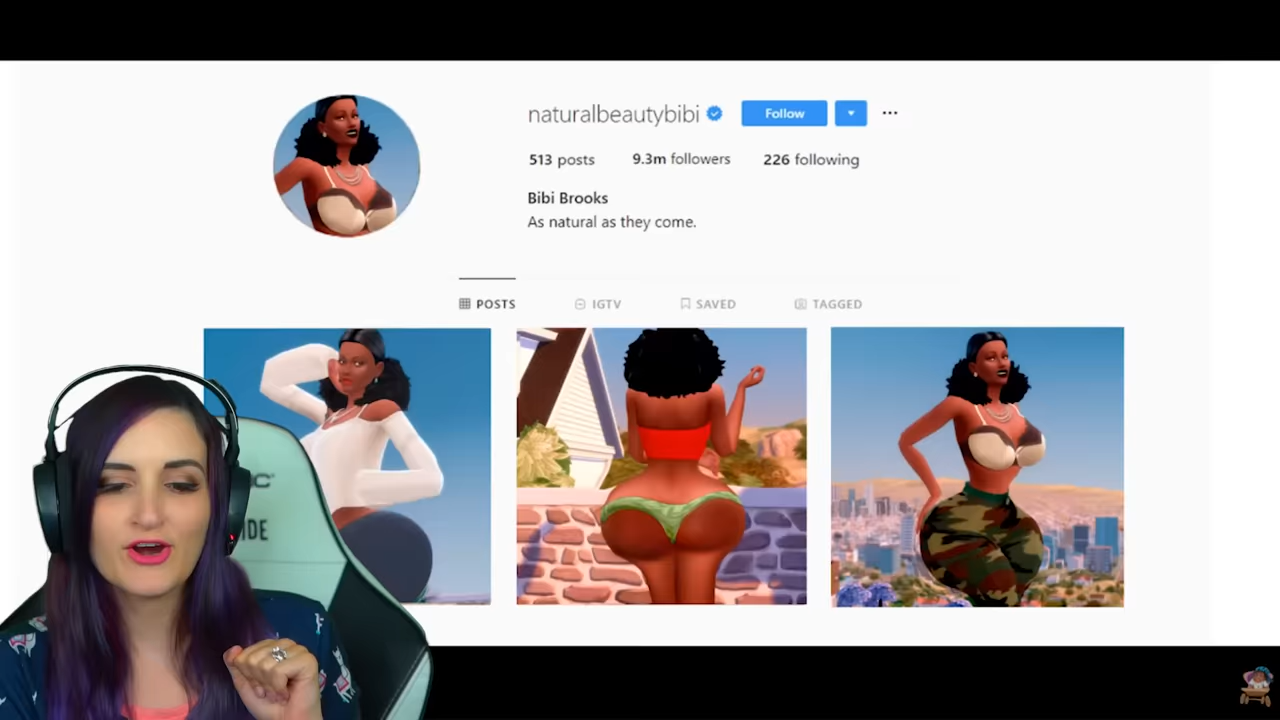 naturalbeautybibi
Follow
513 posts 9.3m followers 226 following
Bibi Brooks
As natural as they come.
POSTS IGTV SAVED TAGGED